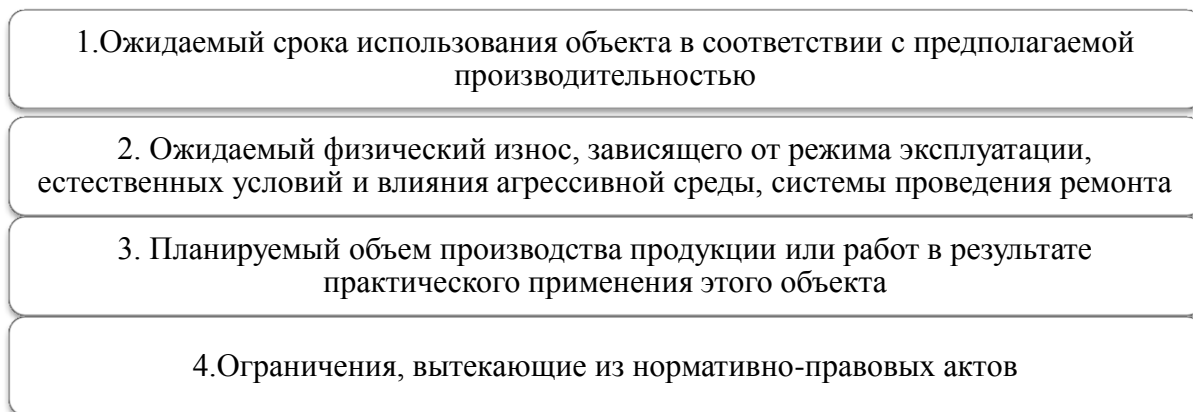 1.Ожидаемый срока использования объекта в соответствии с предполагаемой
производительностью
2. Ожидаемый физический износ, зависящего от режима эксплуатации,
естественных условий и влияния агрессивной среды, системы проведения ремонта
3. Планируемый объем производства продукции или работ в результате
практического применения этого объекта
4.Ограничения, вытекающие из нормативно-правовых актов